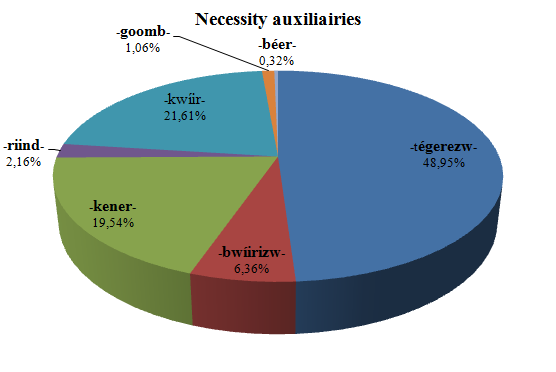 Necessity auxiliairies
-goomb-
1,06%
-béer-
0,32%
-kwíir-
21,61%
-ríind-
2,16%
-tégerezw-
48,95%
-kener-
19,54%
-bwíirizw-
6,36%